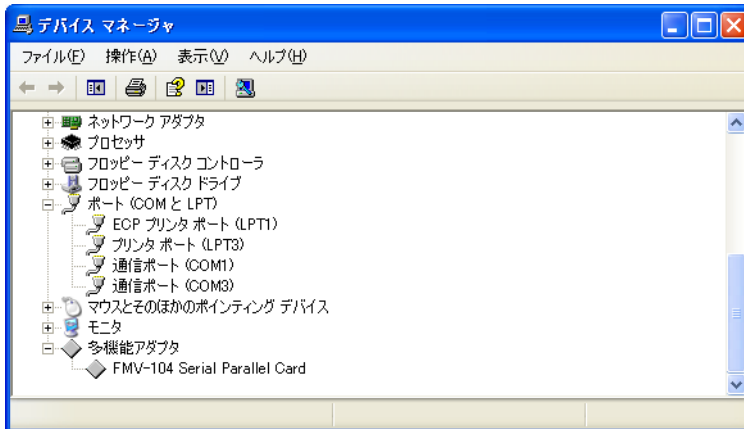 デバイス マネージャ
ファイル(F) 操作(A) 表示(V) ヘルプ(H)
ネットワーク アダプタ
プロセッサ
フロッピー ディスク コントローラ
フロッピー ディスク ドライブ
ポート (COM と LPT)
ECP プリンタ ポート (LPT1)
プリンタ ポート (LPT3)
通信ポート (COM1)
通信ポート (COM3)
マウスとそのほかのポインティング デバイス
モニタ
多機能アダプタ
FMV-104 Serial Parallel Card